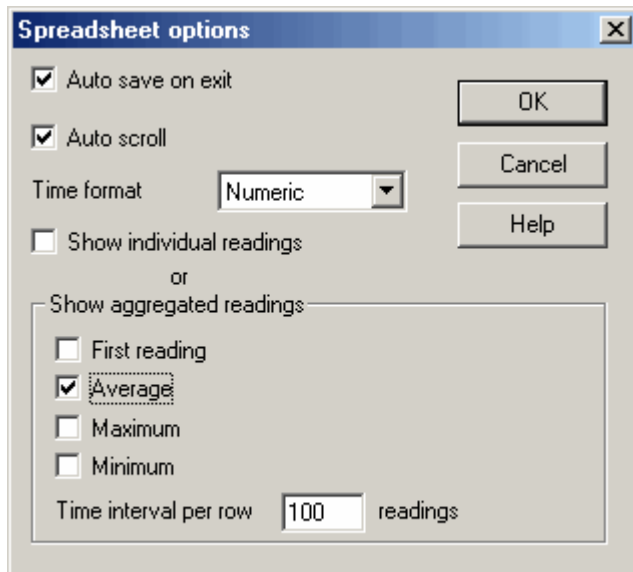 Spreadsheet options
Auto save on exit
OK
Auto scroll
Cancel
Time format Numeric
Help
Show individual readings
or
Show aggregated readings
First reading
Average
Maximum
Minimum
Time interval per row 100 readings